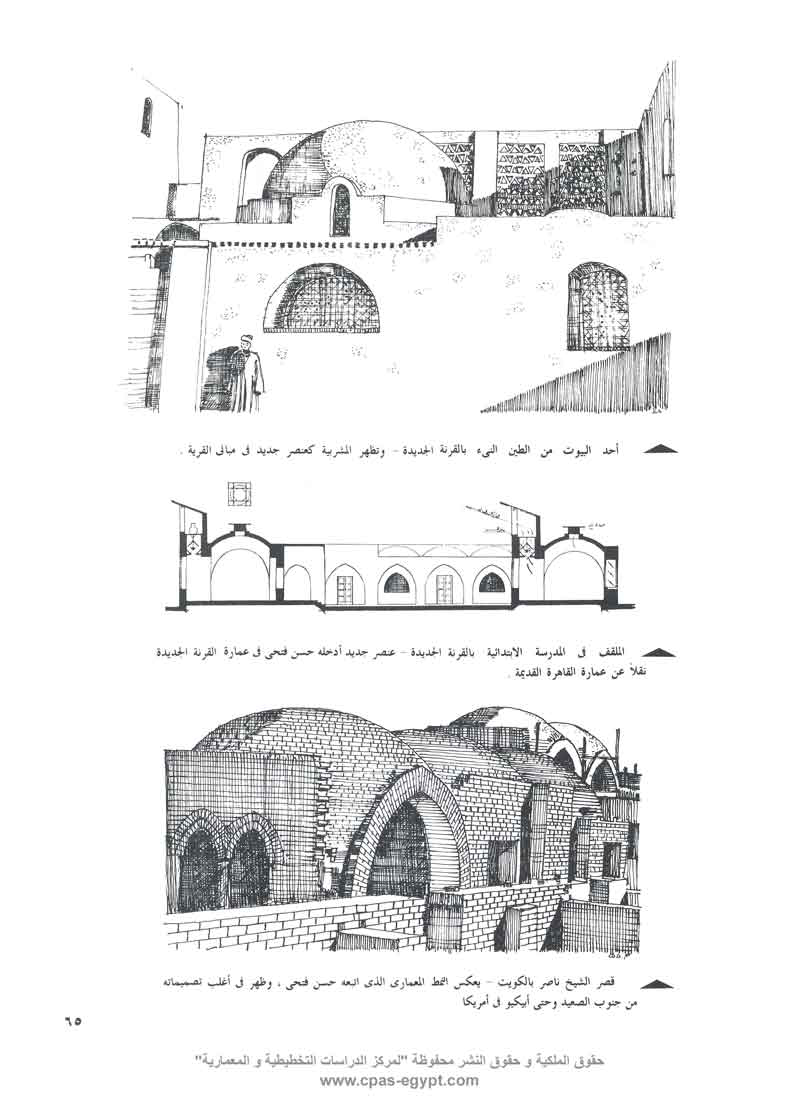 أحد البيوت من الطين النىء بالقرنة الجديدة – وتظهر المشربية كعنصر جديد فى مبانى القرية .
الملقف فى المدرسة الابتدائية بالقرنة الجديدة – عنصر جديد أدخله حسن فتحى فى عمارة القرنة الجديدة
نقلاً عن عمارة القاهرة القديمة .
قصر الشيخ ناصر بالكويت – يعكس النمط المعمارى الذى اتبعه حسن فتحى ، وظهر فى أغلب تصميماته
من جنوب الصعيد وحتى أبيكيو فى أمريكا
٦٥
حقوق الملكية و حقوق النشر محفوظة "لمركز الدراسات التخطيطية و المعمارية"
www.cpas-egypt.com